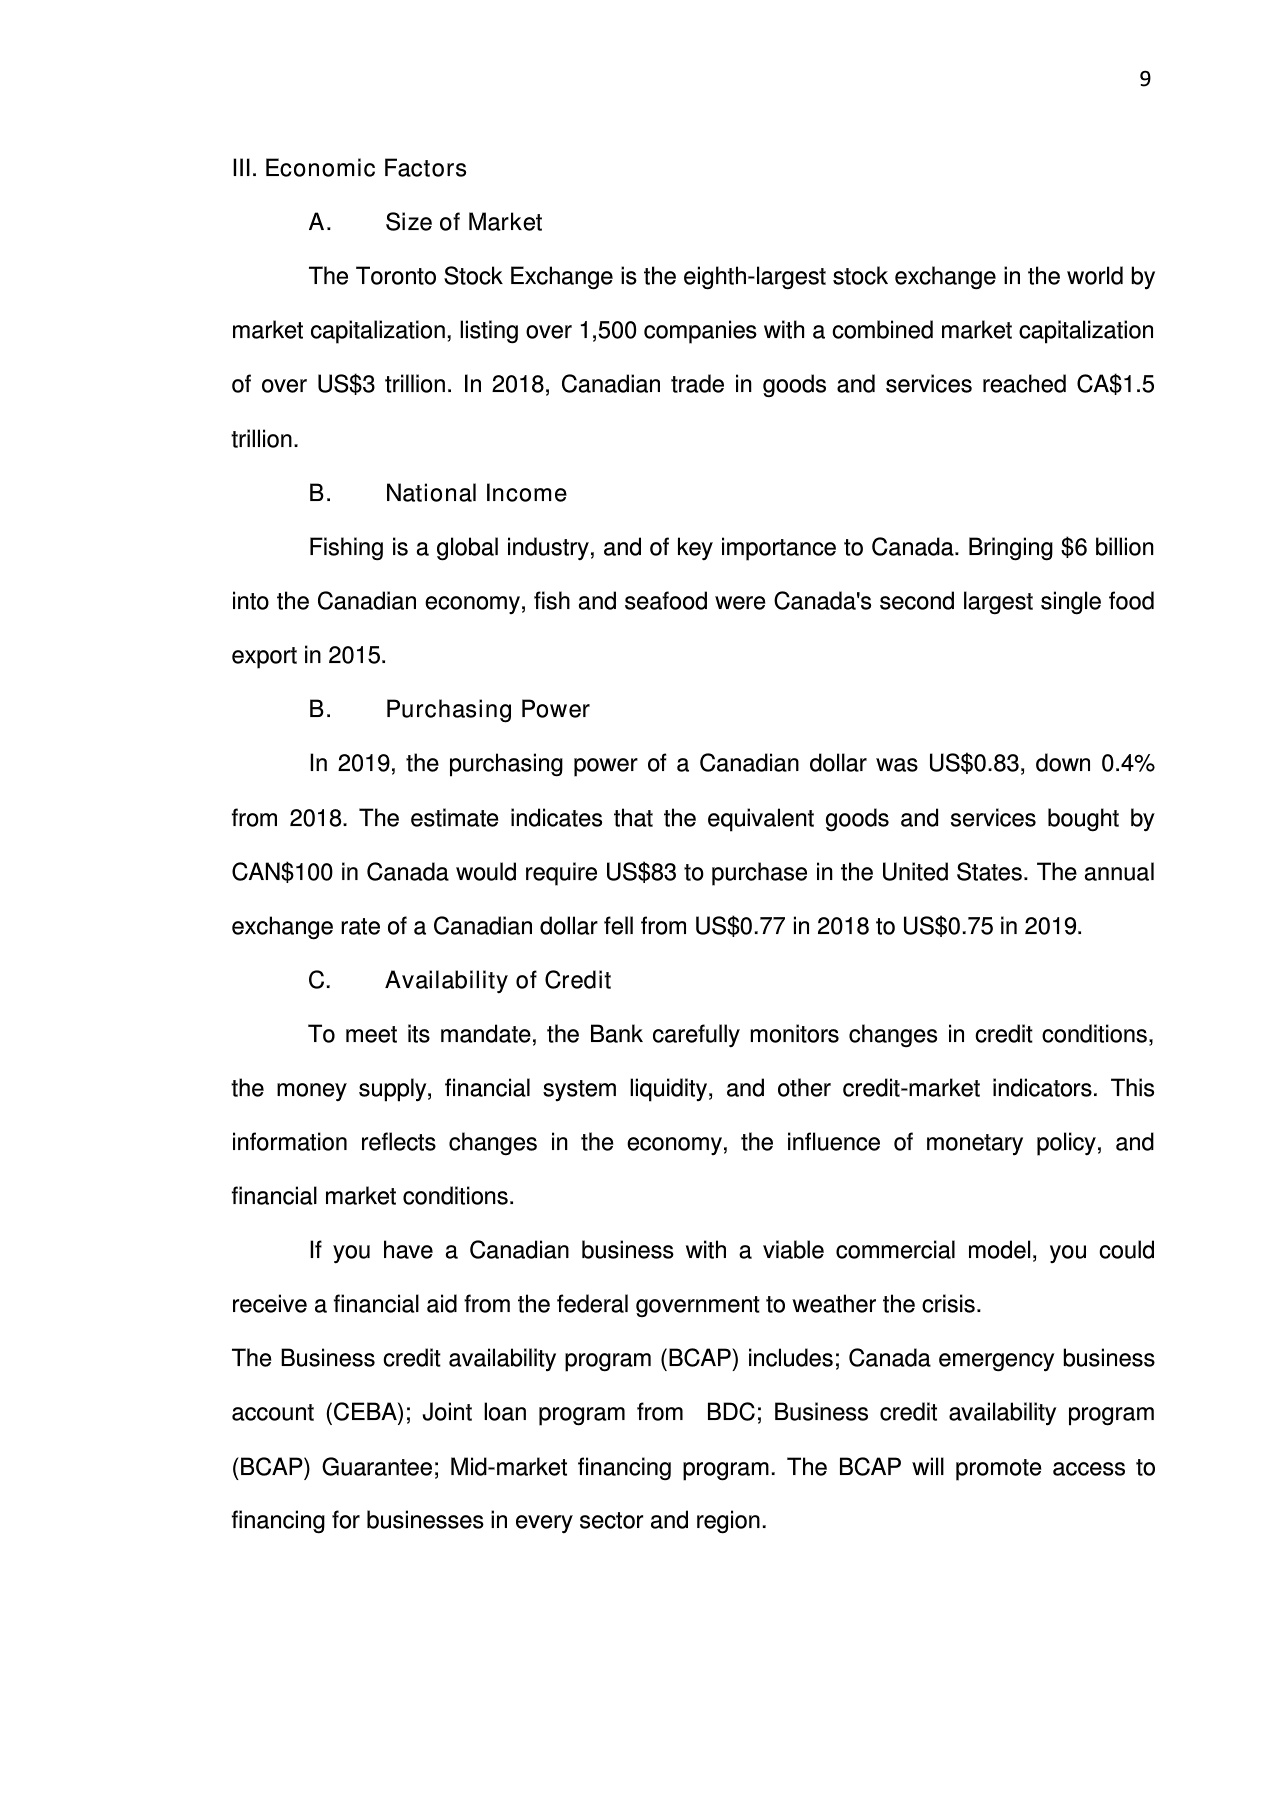 9
III. Economic Factors
A. Size of Market
The Toronto Stock Exchange is the eighth-largest stock exchange in the world by
market capitalization, listing over 1,500 companies with a combined market capitalization
of over US$3 trillion. In 2018, Canadian trade in goods and services reached CA$1.5
trillion.
B. National Income
Fishing is a global industry, and of key importance to Canada. Bringing $6 billion
into the Canadian economy, fish and seafood were Canada's second largest single food
export in 2015.
B. Purchasing Power
In 2019, the purchasing power of a Canadian dollar was US$0.83, down 0.4%
from 2018. The estimate indicates that the equivalent goods and services bought by
CAN$100 in Canada would require US$83 to purchase in the United States. The annual
exchange rate of a Canadian dollar fell from US$0.77 in 2018 to US$0.75 in 2019.
C. Availability of Credit
To meet its mandate, the Bank carefully monitors changes in credit conditions,
the money supply, financial system liquidity, and other credit-market indicators. This
information reflects changes in the economy, the influence of monetary policy, and
financial market conditions.
If you have a Canadian business with a viable commercial model, you could
receive a financial aid from the federal government to weather the crisis.
The Business credit availability program (BCAP) includes; Canada emergency business
account (CEBA); Joint loan program from BDC; Business credit availability program
(BCAP) Guarantee; Mid-market financing program. The BCAP will promote access to
financing for businesses in every sector and region.